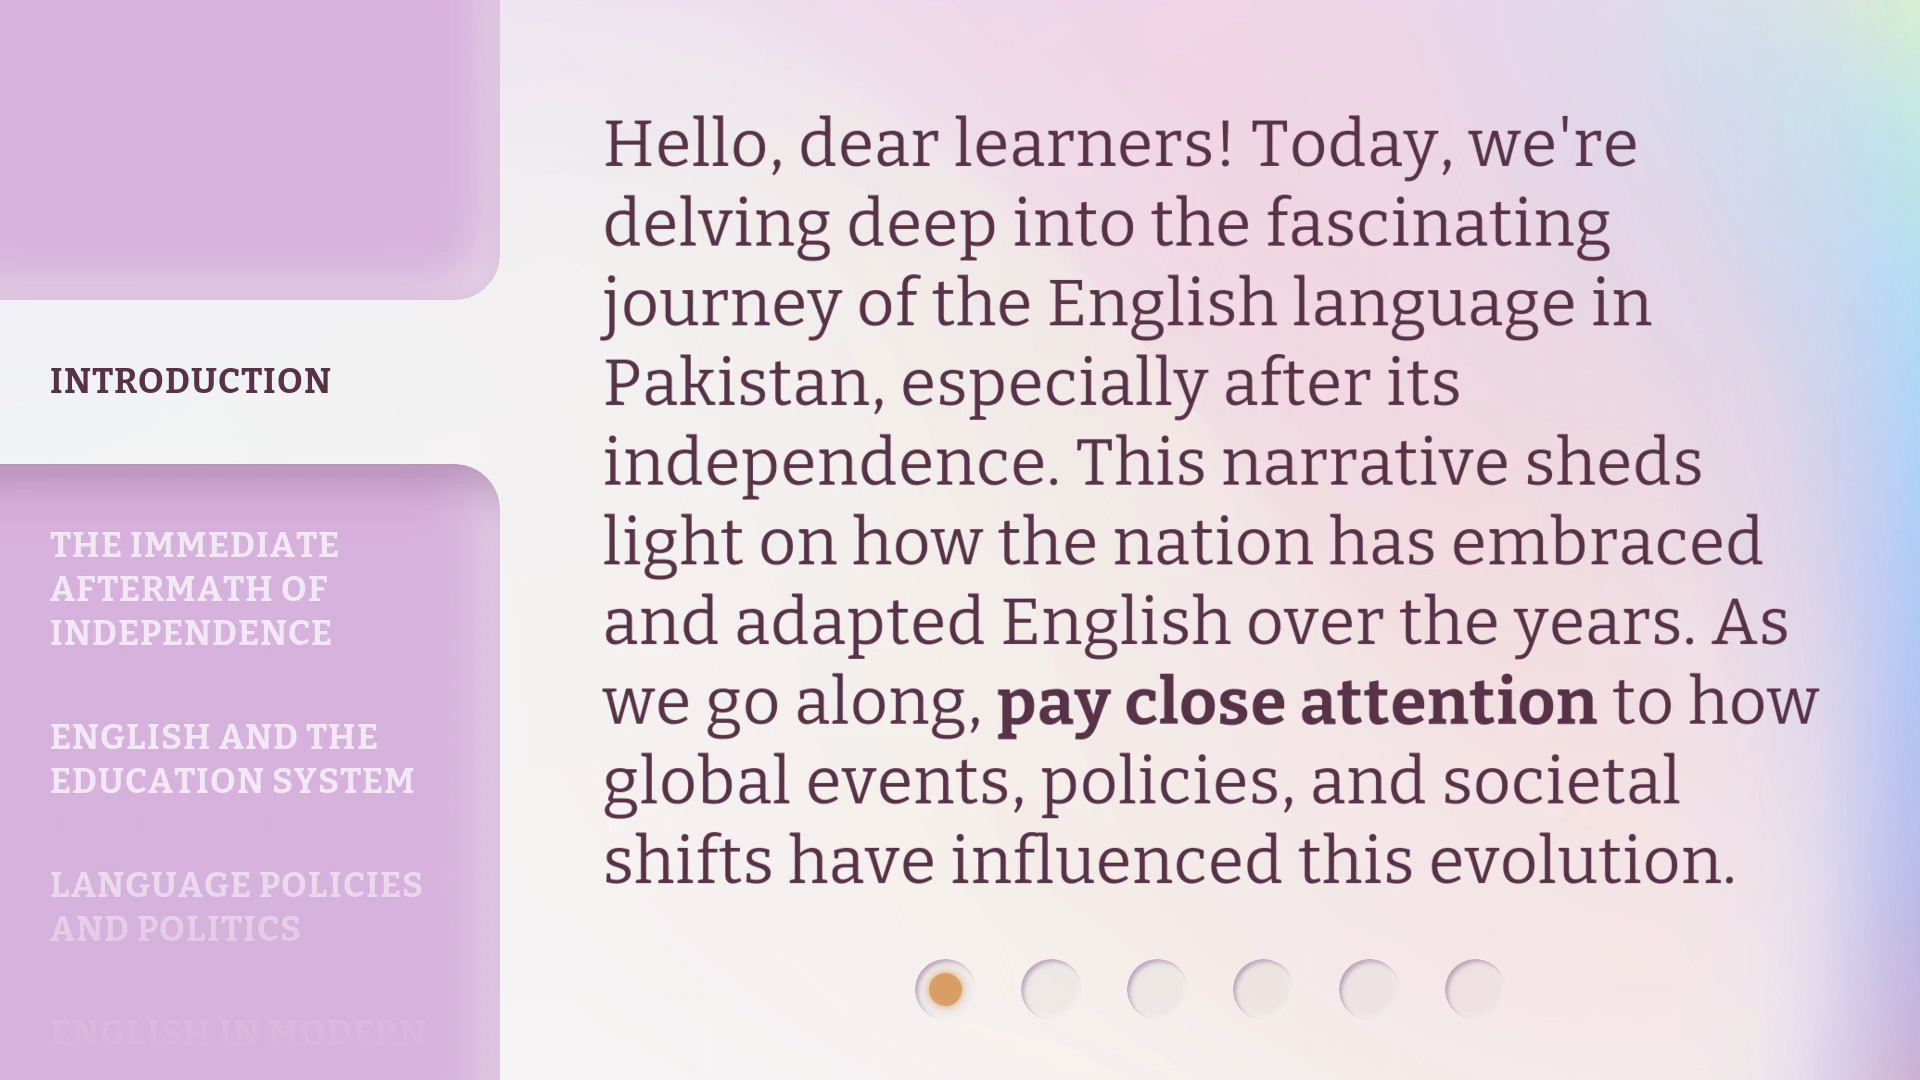 INTRODUCTION
THE IMMEDIATE
AFTERMATH OF
INDEPENDENCE
ENGLISH AND THE
EDUCATION SYSTEM
LANGUAGE POLICIES
AND POLITICS
ENGLISH IN MODERN
Hello, dear learners! Today, we're
delving deep into the fascinating
journey of the English language in
Pakistan, especially after its
independence. This narrative sheds
light on how the nation has embraced
and adapted English over the years. As
we go along, pay close attention to how
global events, policies, and societal
shifts have influenced this evolution.